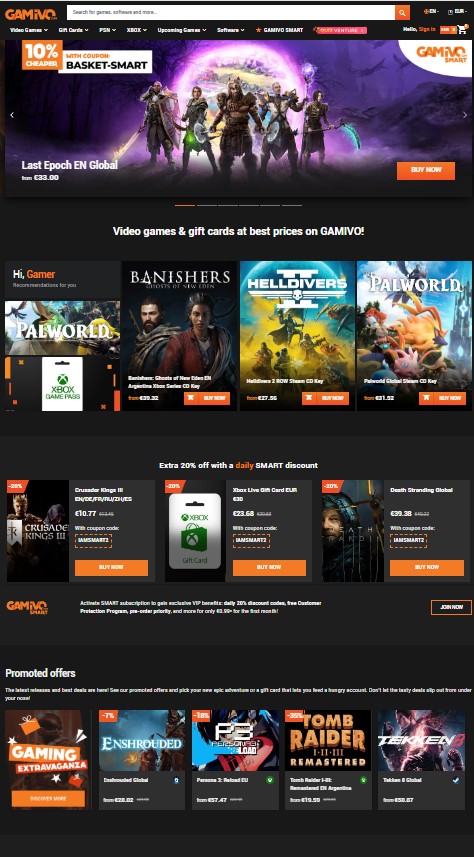 GAMIVO.COM
Search for games, software and more...
EN
EUR
Video Games
Gift Cards
PSN
XBOX
Upcoming Games
Software
GAMIVO SMART
Hello, Sign in
10%
CHEAPER
WITH COUPON:
BASKET-SMART
GAMIVO
SMART
Last Epoch EN Global
from €33.00
BUY NOW
Video games & gift cards at best prices on GAMIVO!
Hi, Gamer
Recommendations for you
PALWORLD
XBOX
GAME PASS
BANISHERS
GHOSTS OF NEW EDEN
Banishers: Ghosts of New Eden EN
Argentina Xbox Series CD Key
from €39.32
BUY NOW
HELLDIVERS
II
Helldivers 2 ROW Steam CD Key
from €27.56
BUY NOW
PALWORLD
Palworld Global Steam CD Key
from €31.52
BUY NOW
Extra 20% off with a daily SMART discount
-20%
CRUSADER
KINGS III
Crusader Kings III
EN/DE/FR/RU/ZH/ES
€10.77
With coupon code:
IAMSMART2
BUY NOW
-20%
XBOX
Gift Card
Xbox Live Gift Card EUR
€30
€23.68
With coupon code:
IAMSMART2
BUY NOW
-20%
Death Stranding Global
€39.38
With coupon code:
IAMSMART2
BUY NOW
GAMIVO
SMART
Activate SMART subscription to gain exclusive VIP benefits: daily 20% discount codes, free Customer
Protection Program, pre-order priority, and more for only €0.99* for the first month!
JOIN NOW
Promoted offers
The latest releases and best deals are here! See our promoted offers and pick your new epic adventure or a gift card that lets you feed a hungry account. Don't let the tasty deals slip out from under
your nose!
GAMING
EXTRAVAGANZA
DISCOVER MORE
-7%
ENSHROUDED
Enshrouded Global
from €28.02
-18%
P3
PERSONA3
RELOAD
Persona 3: Reload EU
from €57.47
-35%
TOMB
RAIDER
I·II·III
REMASTERED
Tomb Raider I-III
Remastered EN Argentina
from €19.59
TEKKEN 8
Tekken 8 Global
from €58.87